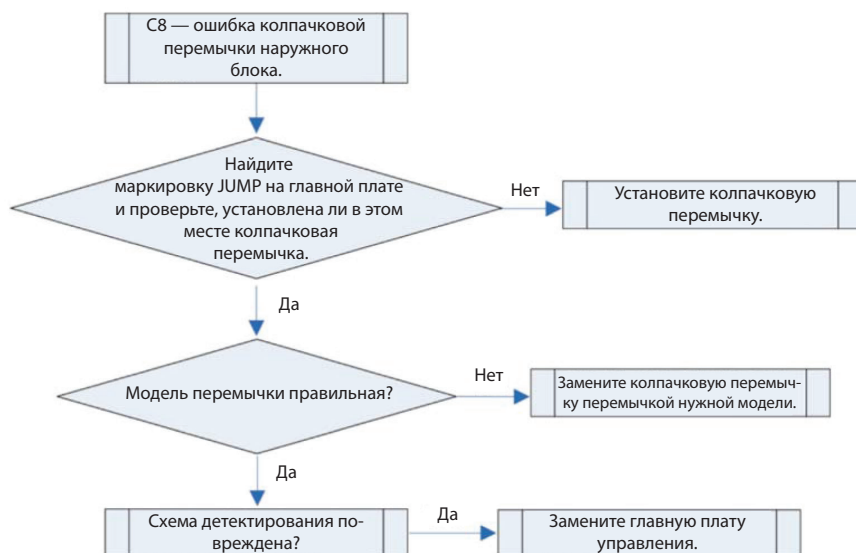 C8 — ошибка колпачковой
перемычки наружного
блока.
Найдите
маркировку JUMP на главной плате
и проверьте, установлена ли в этом
месте колпачковая
перемычка.
Нет
Установите колпачковую
перемычку.
Да
Модель перемычки правильная?
Нет
Замените колпачковую перемыч-
ку перемычкой нужной модели.
Да
Схема детектирования по-
вреждена?
Да
Замените главную плату
управления.